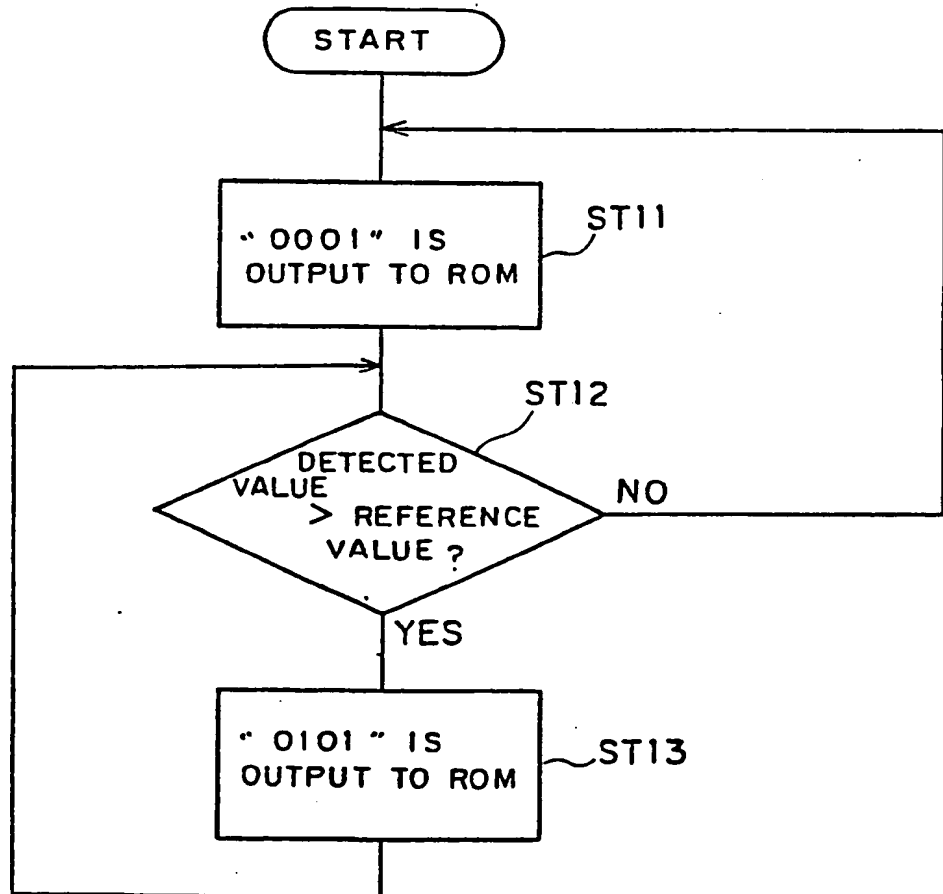 START
"0001" IS
OUTPUT TO ROM
ST11
ST12
DETECTED
VALUE
> REFERENCE
VALUE ?
NO
YES
"0101" IS
OUTPUT TO ROM
ST13